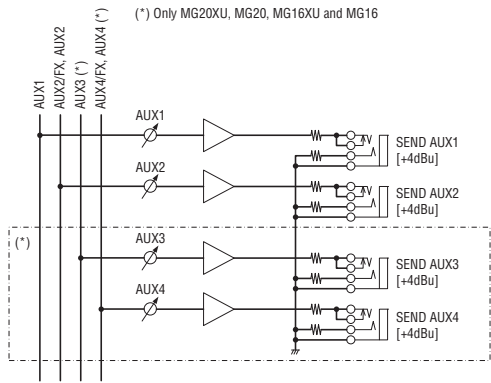 (*) Only MG20XU, MG20, MG16XU and MG16
AUX1
AUX2/FX, AUX2
AUX3 (*)
AUX4/FX, AUX4 (*)
AUX1
SEND AUX1
[+4dBu]
AUX2
SEND AUX2
[+4dBu]
(*)
AUX3
SEND AUX3
[+4dBu]
AUX4
SEND AUX4
[+4dBu]